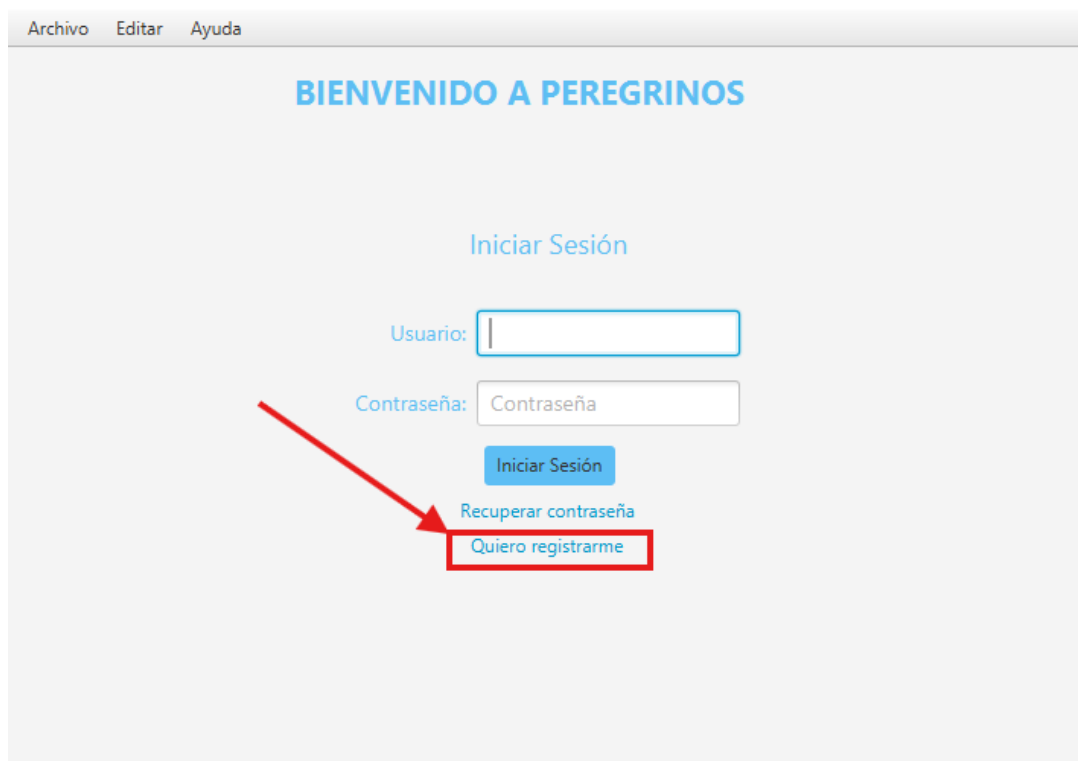 Archivo Editar Ayuda
BIENVENIDO A PEREGRINOS
Iniciar Sesión
Usuario:
Contraseña: Contraseña
Iniciar Sesión
Recuperar contraseña
Quiero registrarme